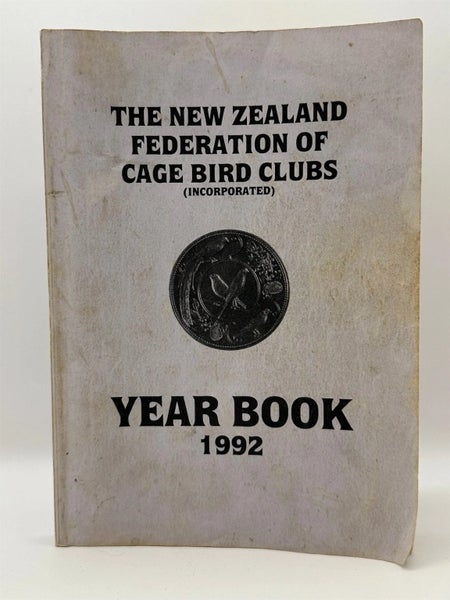 THE NEW ZEALAND
FEDERATION OF
CAGE BIRD CLUBS
(INCORPORATED)
YEAR BOOK
1992